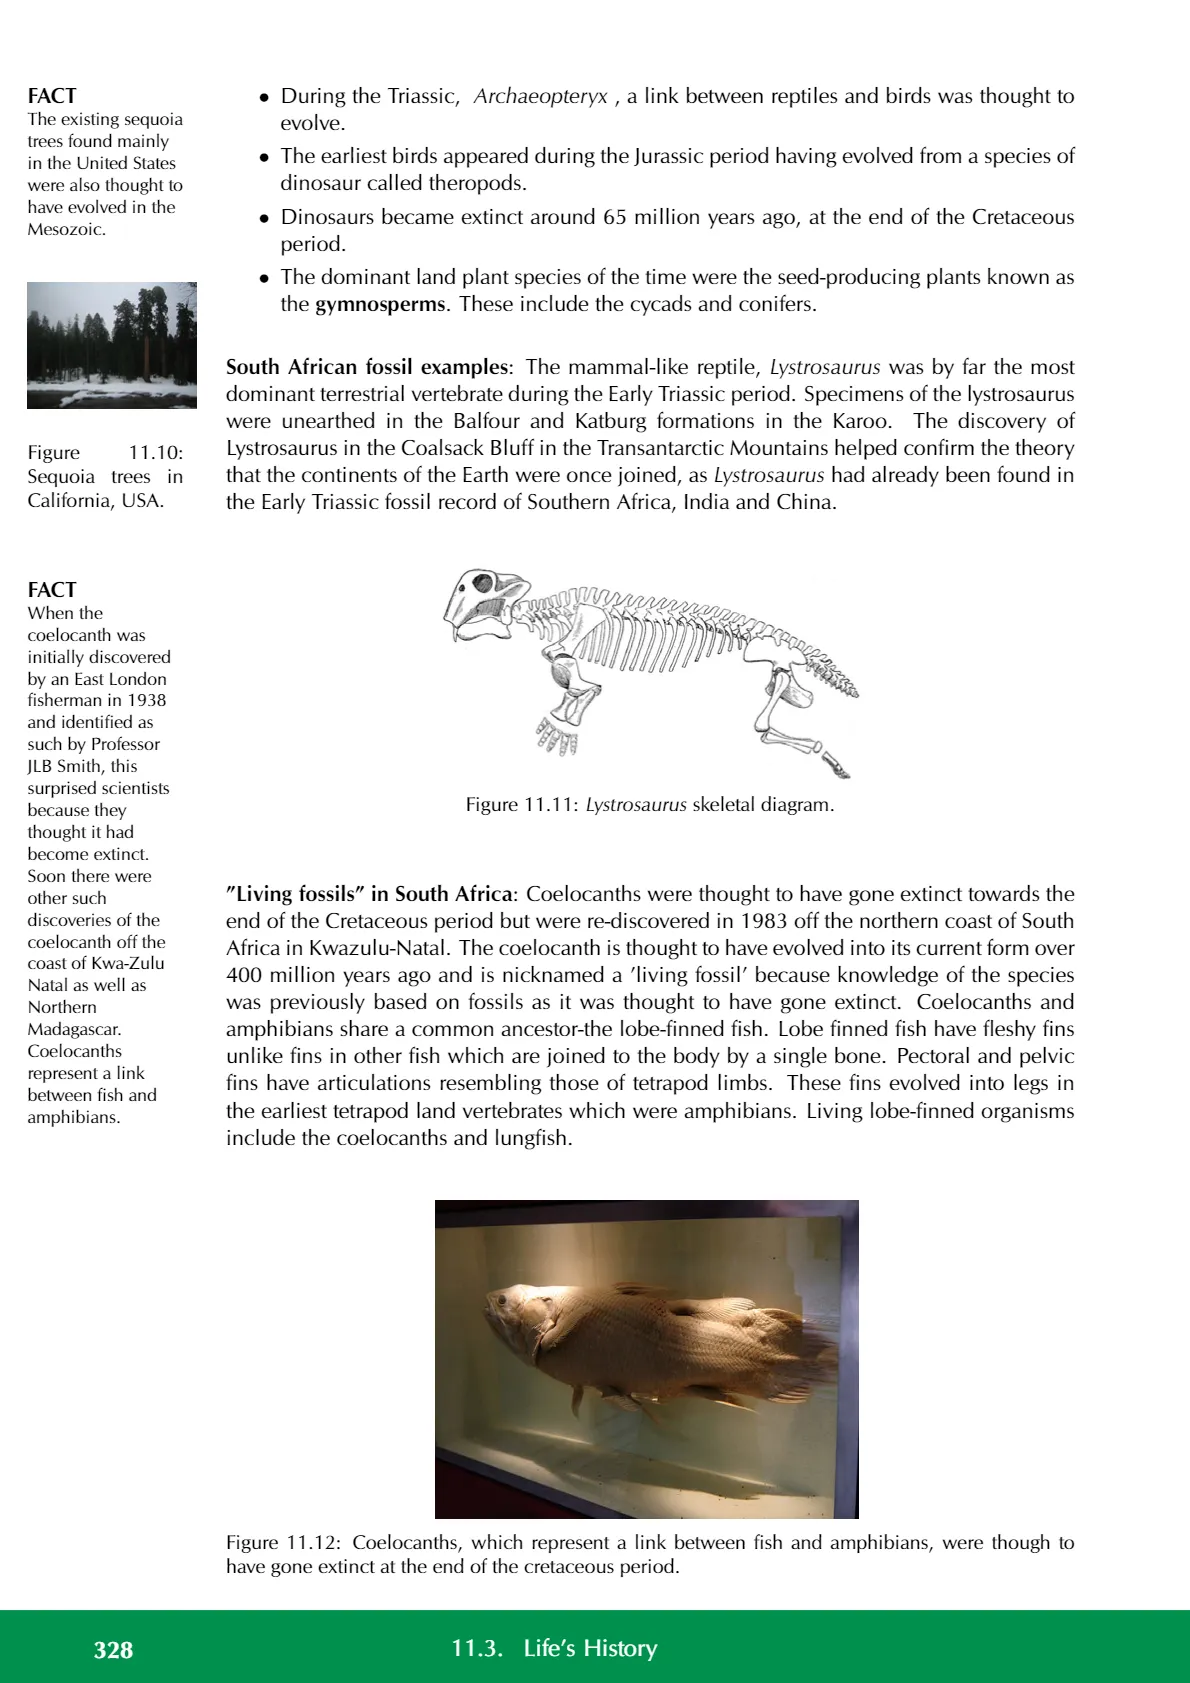 FACT
The existing sequoia
trees found mainly
in the United States
were also thought to
have evolved in the
Mesozoic.
Figure 11.10:
Sequoia trees in
California, USA.
FACT
When the
coelocanth was
initially discovered
by an East London
fisherman in 1938
and identified as
such by Professor
JLB Smith, this
surprised scientists
because they
thought it had
become extinct.
Soon there were
other such
discoveries of the
coelocanth off the
coast of Kwa-Zulu
Natal as well as
Northern
Madagascar.
Coelocanths
represent a link
between fish and
amphibians.
• During the Triassic, Archaeopteryx , a link between reptiles and birds was thought to
evolve.
• The earliest birds appeared during the Jurassic period having evolved from a species of
dinosaur called theropods.
• Dinosaurs became extinct around 65 million years ago, at the end of the Cretaceous
period.
• The dominant land plant species of the time were the seed-producing plants known as
the gymnosperms. These include the cycads and conifers.
South African fossil examples: The mammal-like reptile, Lystrosaurus was by far the most
dominant terrestrial vertebrate during the Early Triassic period. Specimens of the lystrosaurus
were unearthed in the Balfour and Katburg formations in the Karoo. The discovery of
Lystrosaurus in the Coalsack Bluff in the Transantarctic Mountains helped confirm the theory
that the continents of the Earth were once joined, as Lystrosaurus had already been found in
the Early Triassic fossil record of Southern Africa, India and China.
Figure 11.11: Lystrosaurus skeletal diagram.
”Living fossils” in South Africa: Coelocanths were thought to have gone extinct towards the
end of the Cretaceous period but were re-discovered in 1983 off the northern coast of South
Africa in Kwazulu-Natal. The coelocanth is thought to have evolved into its current form over
400 million years ago and is nicknamed a ’living fossil’ because knowledge of the species
was previously based on fossils as it was thought to have gone extinct. Coelocanths and
amphibians share a common ancestor-the lobe-finned fish. Lobe finned fish have fleshy fins
unlike fins in other fish which are joined to the body by a single bone. Pectoral and pelvic
fins have articulations resembling those of tetrapod limbs. These fins evolved into legs in
the earliest tetrapod land vertebrates which were amphibians. Living lobe-finned organisms
include the coelocanths and lungfish.
Figure 11.12: Coelocanths, which represent a link between fish and amphibians, were though to
have gone extinct at the end of the cretaceous period.
328 11.3. Life’s History